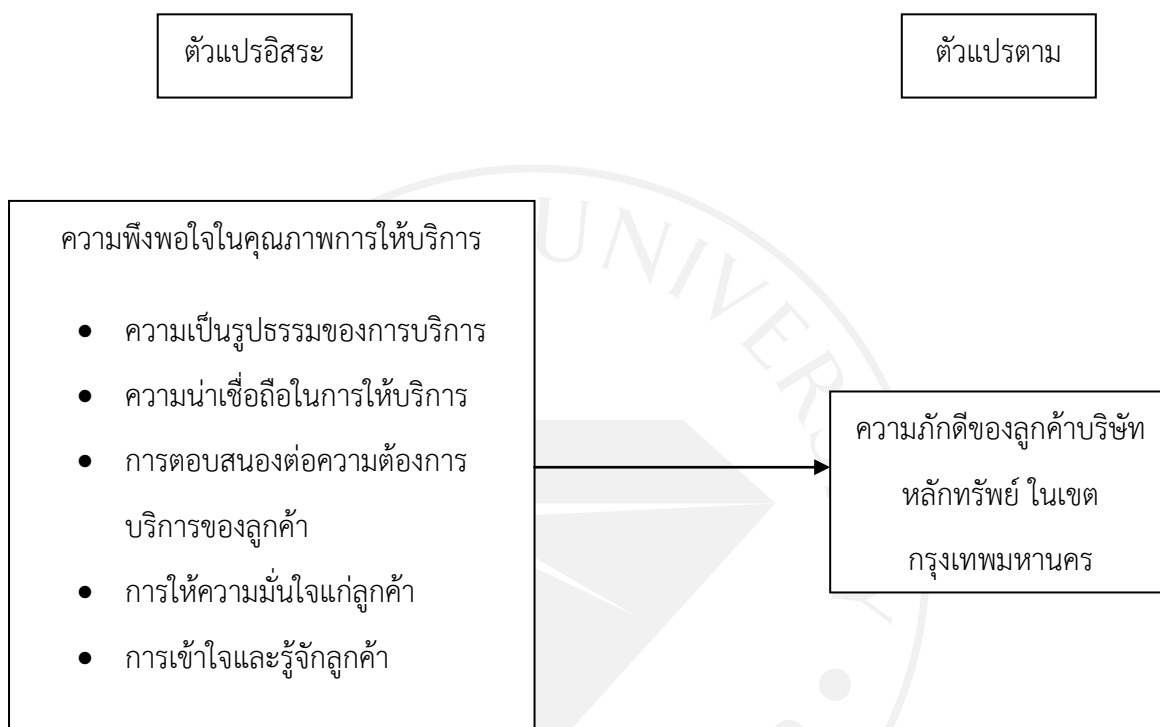 ตัวแปรอิสระ
ตัวแปรตาม
UNIVERSITY
ความพึงพอใจในคุณภาพการให้บริการ
● ความเป็นรูปธรรมของการบริการ
● ความน่าเชื่อถือในการให้บริการ
● การตอบสนองต่อความต้องการ
บริการของลูกค้า
● การให้ความมั่นใจแก่ลูกค้า
● การเข้าใจและรู้จักลูกค้า
ความภักดีของลูกค้าบริษัท
หลักทรัพย์ ในเขต
กรุงเทพมหานคร